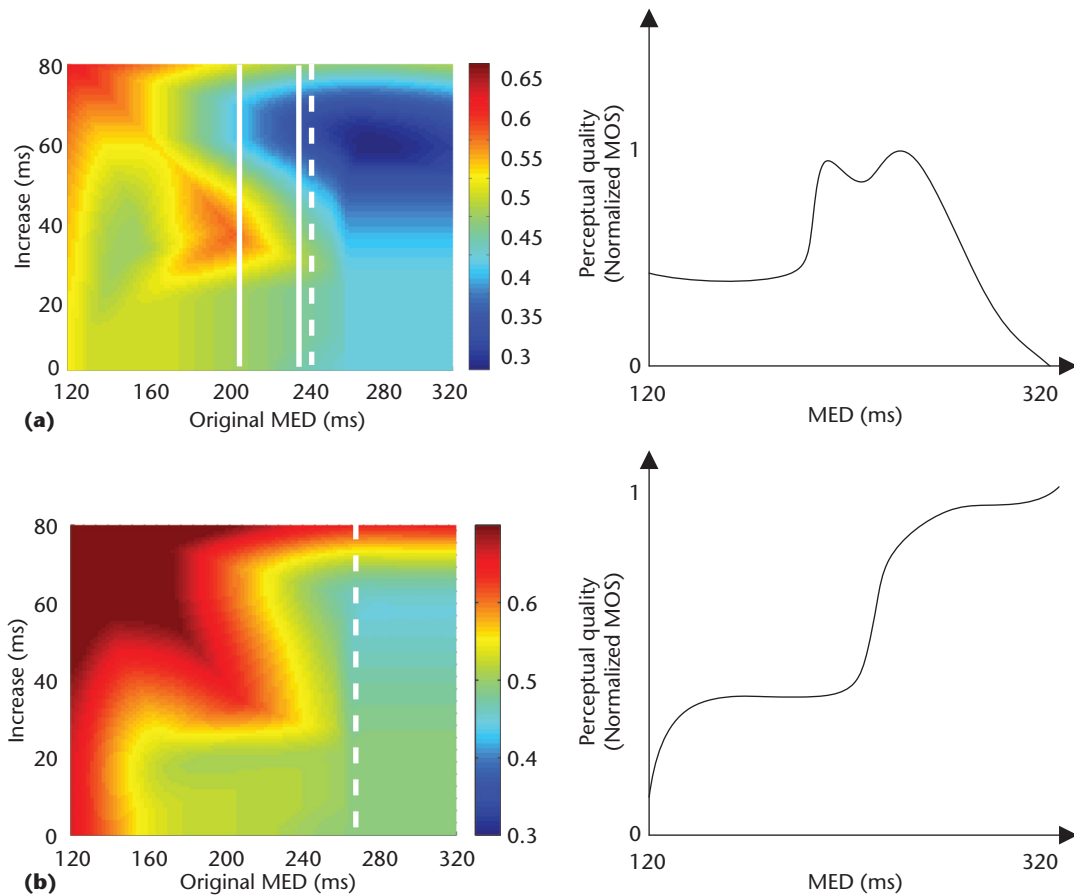 80
60
40
20
0
Increase (ms)
120 160 200 240 280 320
Original MED (ms)
(a)
0.65
0.6
0.55
0.5
0.45
0.4
0.35
0.3
Perceptual quality
(Normalized MOS)
1
0
120 320
MED (ms)
80
60
40
20
0
Increase (ms)
120 160 200 240 280 320
Original MED (ms)
(b)
0.6
0.5
0.4
0.3
Perceptual quality
(Normalized MOS)
1
0
120 320
MED (ms)